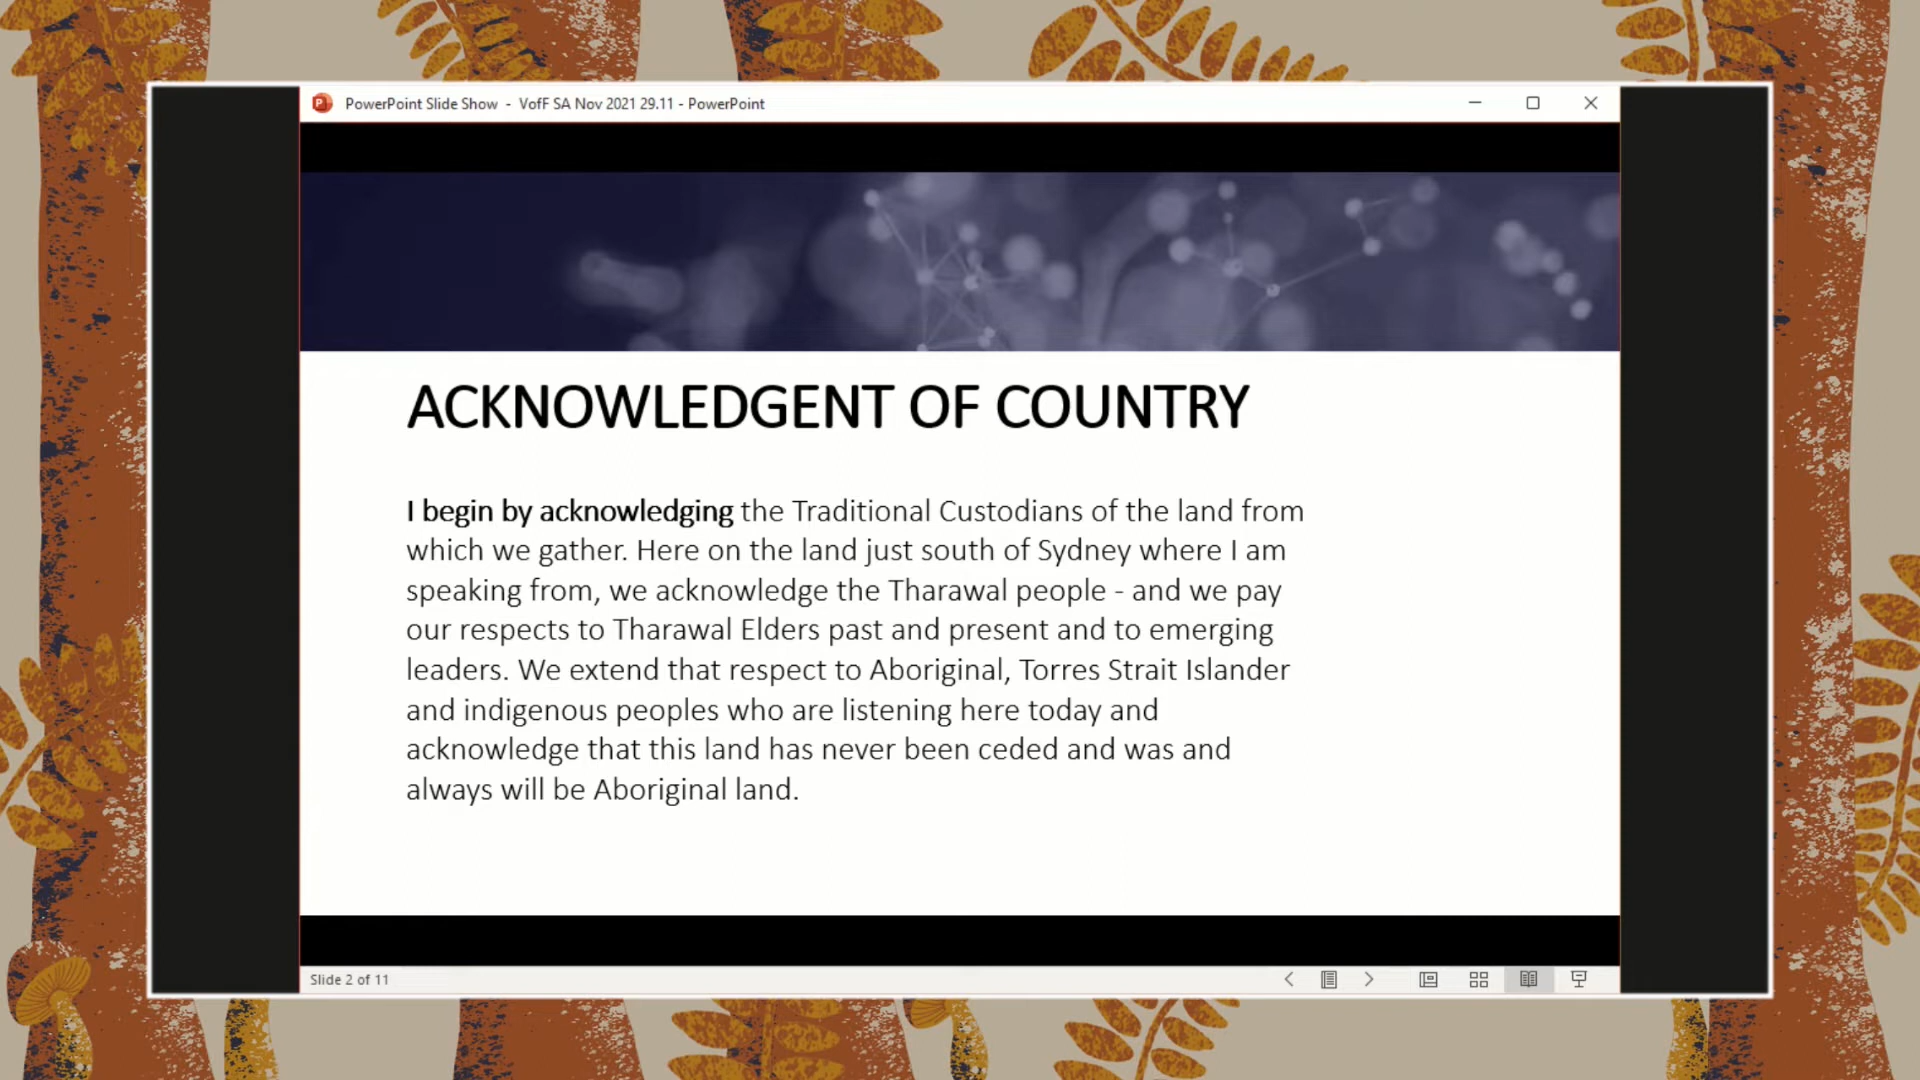 PowerPoint Slide Show - VofF SA Nov 2021 29.11 - PowerPoint
ACKNOWLEDGENT OF COUNTRY
I begin by acknowledging the Traditional Custodians of the land from
which we gather. Here on the land just south of Sydney where I am
speaking from, we acknowledge the Tharawal people - and we pay
our respects to Tharawal Elders past and present and to emerging
leaders. We extend that respect to Aboriginal, Torres Strait Islander
and indigenous peoples who are listening here today and
acknowledge that this land has never been ceded and was and
always will be Aboriginal land.
Slide 2 of 11